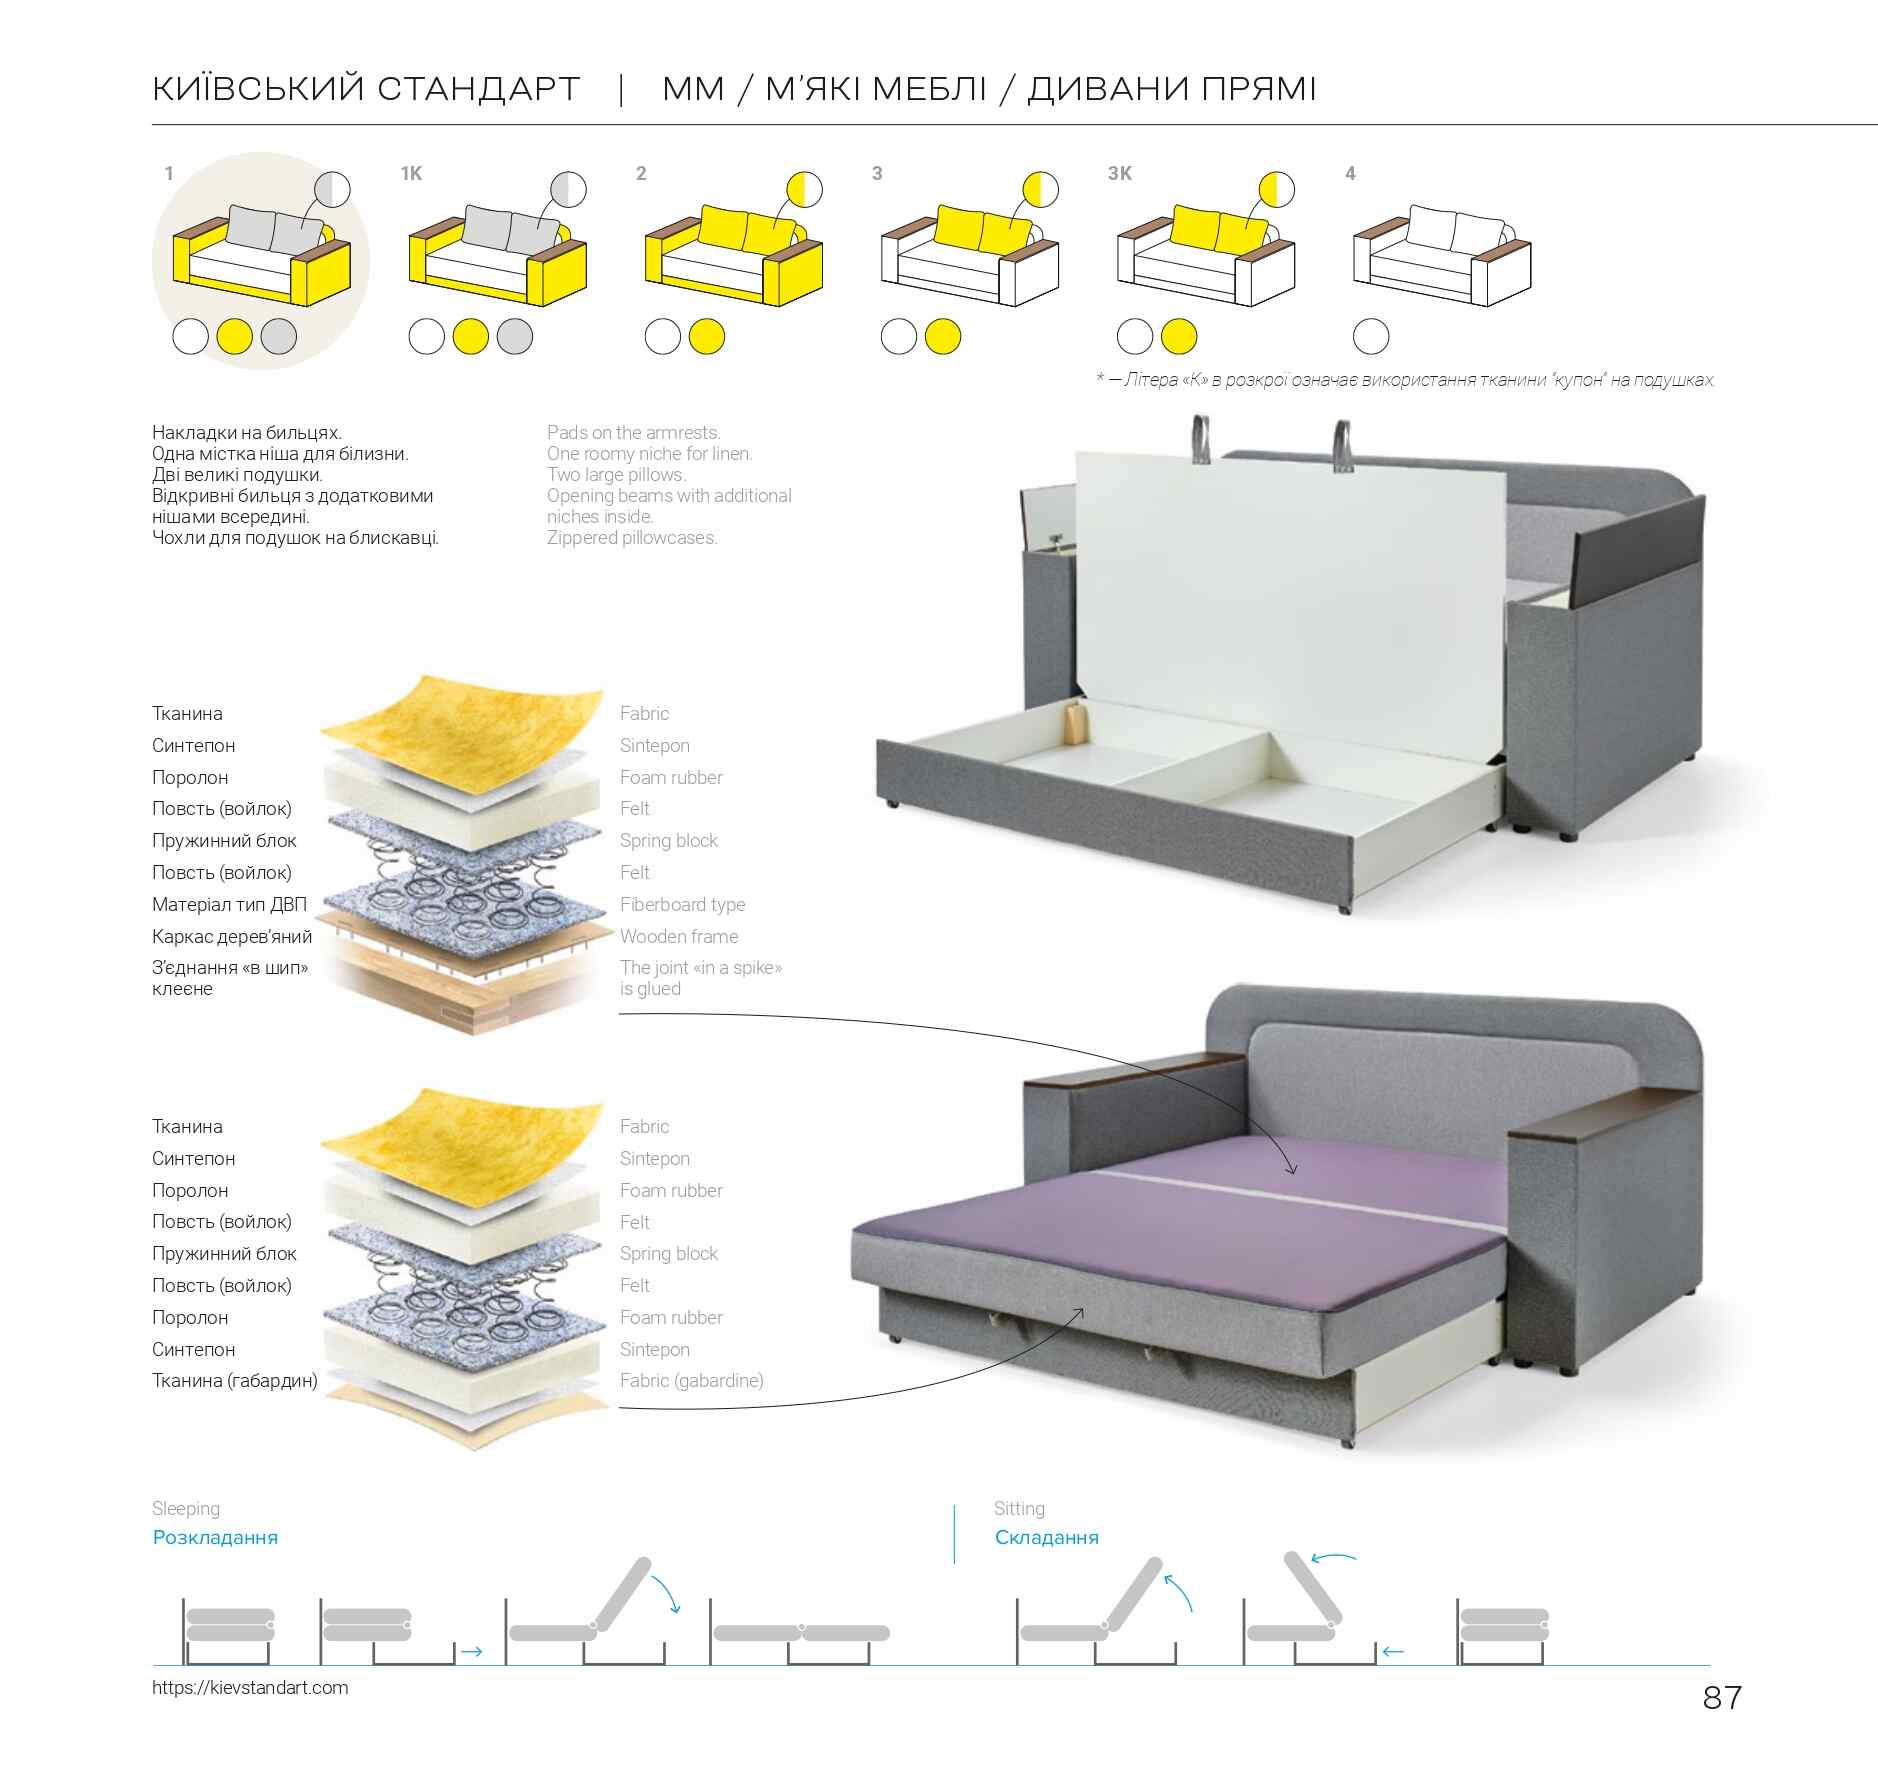 КИЇВСЬКИЙ СТАНДАРТ | ММ / М’ЯКІ МЕБЛІ / ДИВАНИ ПРЯМІ
1 1K 2 3 3K 4
* — Літера «К» в розкрої означає використання тканини “купон” на подушках.
Накладки на бильцях.
Одна містка ніша для білизни.
Дві великі подушки.
Відкривні бильця з додатковими
нішами всередині.
Чохли для подушок на блискавці.
Pads on the armrests.
One roomy niche for linen.
Two large pillows.
Opening beams with additional
niches inside.
Zippered pillowcases.
Тканина
Синтепон
Поролон
Повсть (войлок)
Пружинний блок
Повсть (войлок)
Матеріал тип ДВП
Каркас дерев’яний
З’єднання «в шип»
клеєне
Fabric
Sintepon
Foam rubber
Felt
Spring block
Felt
Fiberboard type
Wooden frame
The joint «in a spike»
is glued
Тканина
Синтепон
Поролон
Повсть (войлок)
Пружинний блок
Повсть (войлок)
Поролон
Синтепон
Тканина (габардин)
Fabric
Sintepon
Foam rubber
Felt
Spring block
Felt
Foam rubber
Sintepon
Fabric (gabardine)
Sleeping
Розкладання
Sitting
Складання
https://kievstandart.com
87